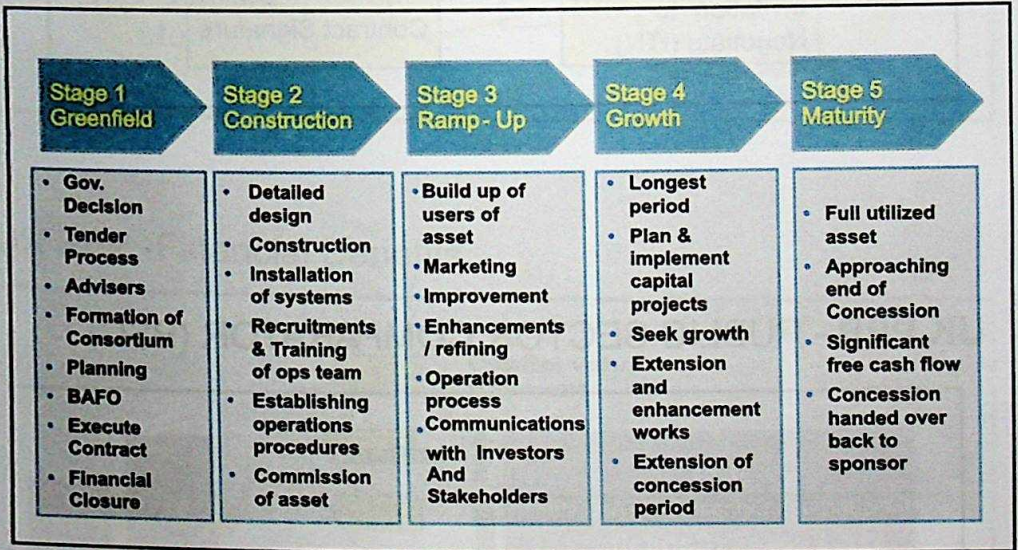 Contract Signature
Stage 1
Greenfield
Stage 2
Construction
Stage 3
Ramp - Up
Stage 4
Growth
Stage 5
Maturity
• Gov.
Decision
• Tender
Process
• Advisers
• Formation of
Consortium
• Planning
• BAFO
• Execute
Contract
• Financial
Closure
• Detailed
design
• Construction
• Installation
of systems
• Recruitments
& Training
of ops team
• Establishing
operations
procedures
• Commission
of asset
• Build up of
users of
asset
• Marketing
• Improvement
• Enhancements
/ refining
• Operation
process
• Communications
with Investors
And
Stakeholders
• Longest
period
• Plan &
implement
capital
projects
• Seek growth
• Extension
and
enhancement
works
• Extension of
concession
period
• Full utilized
asset
• Approaching
end of
Concession
• Significant
free cash flow
• Concession
handed over
back to
sponsor